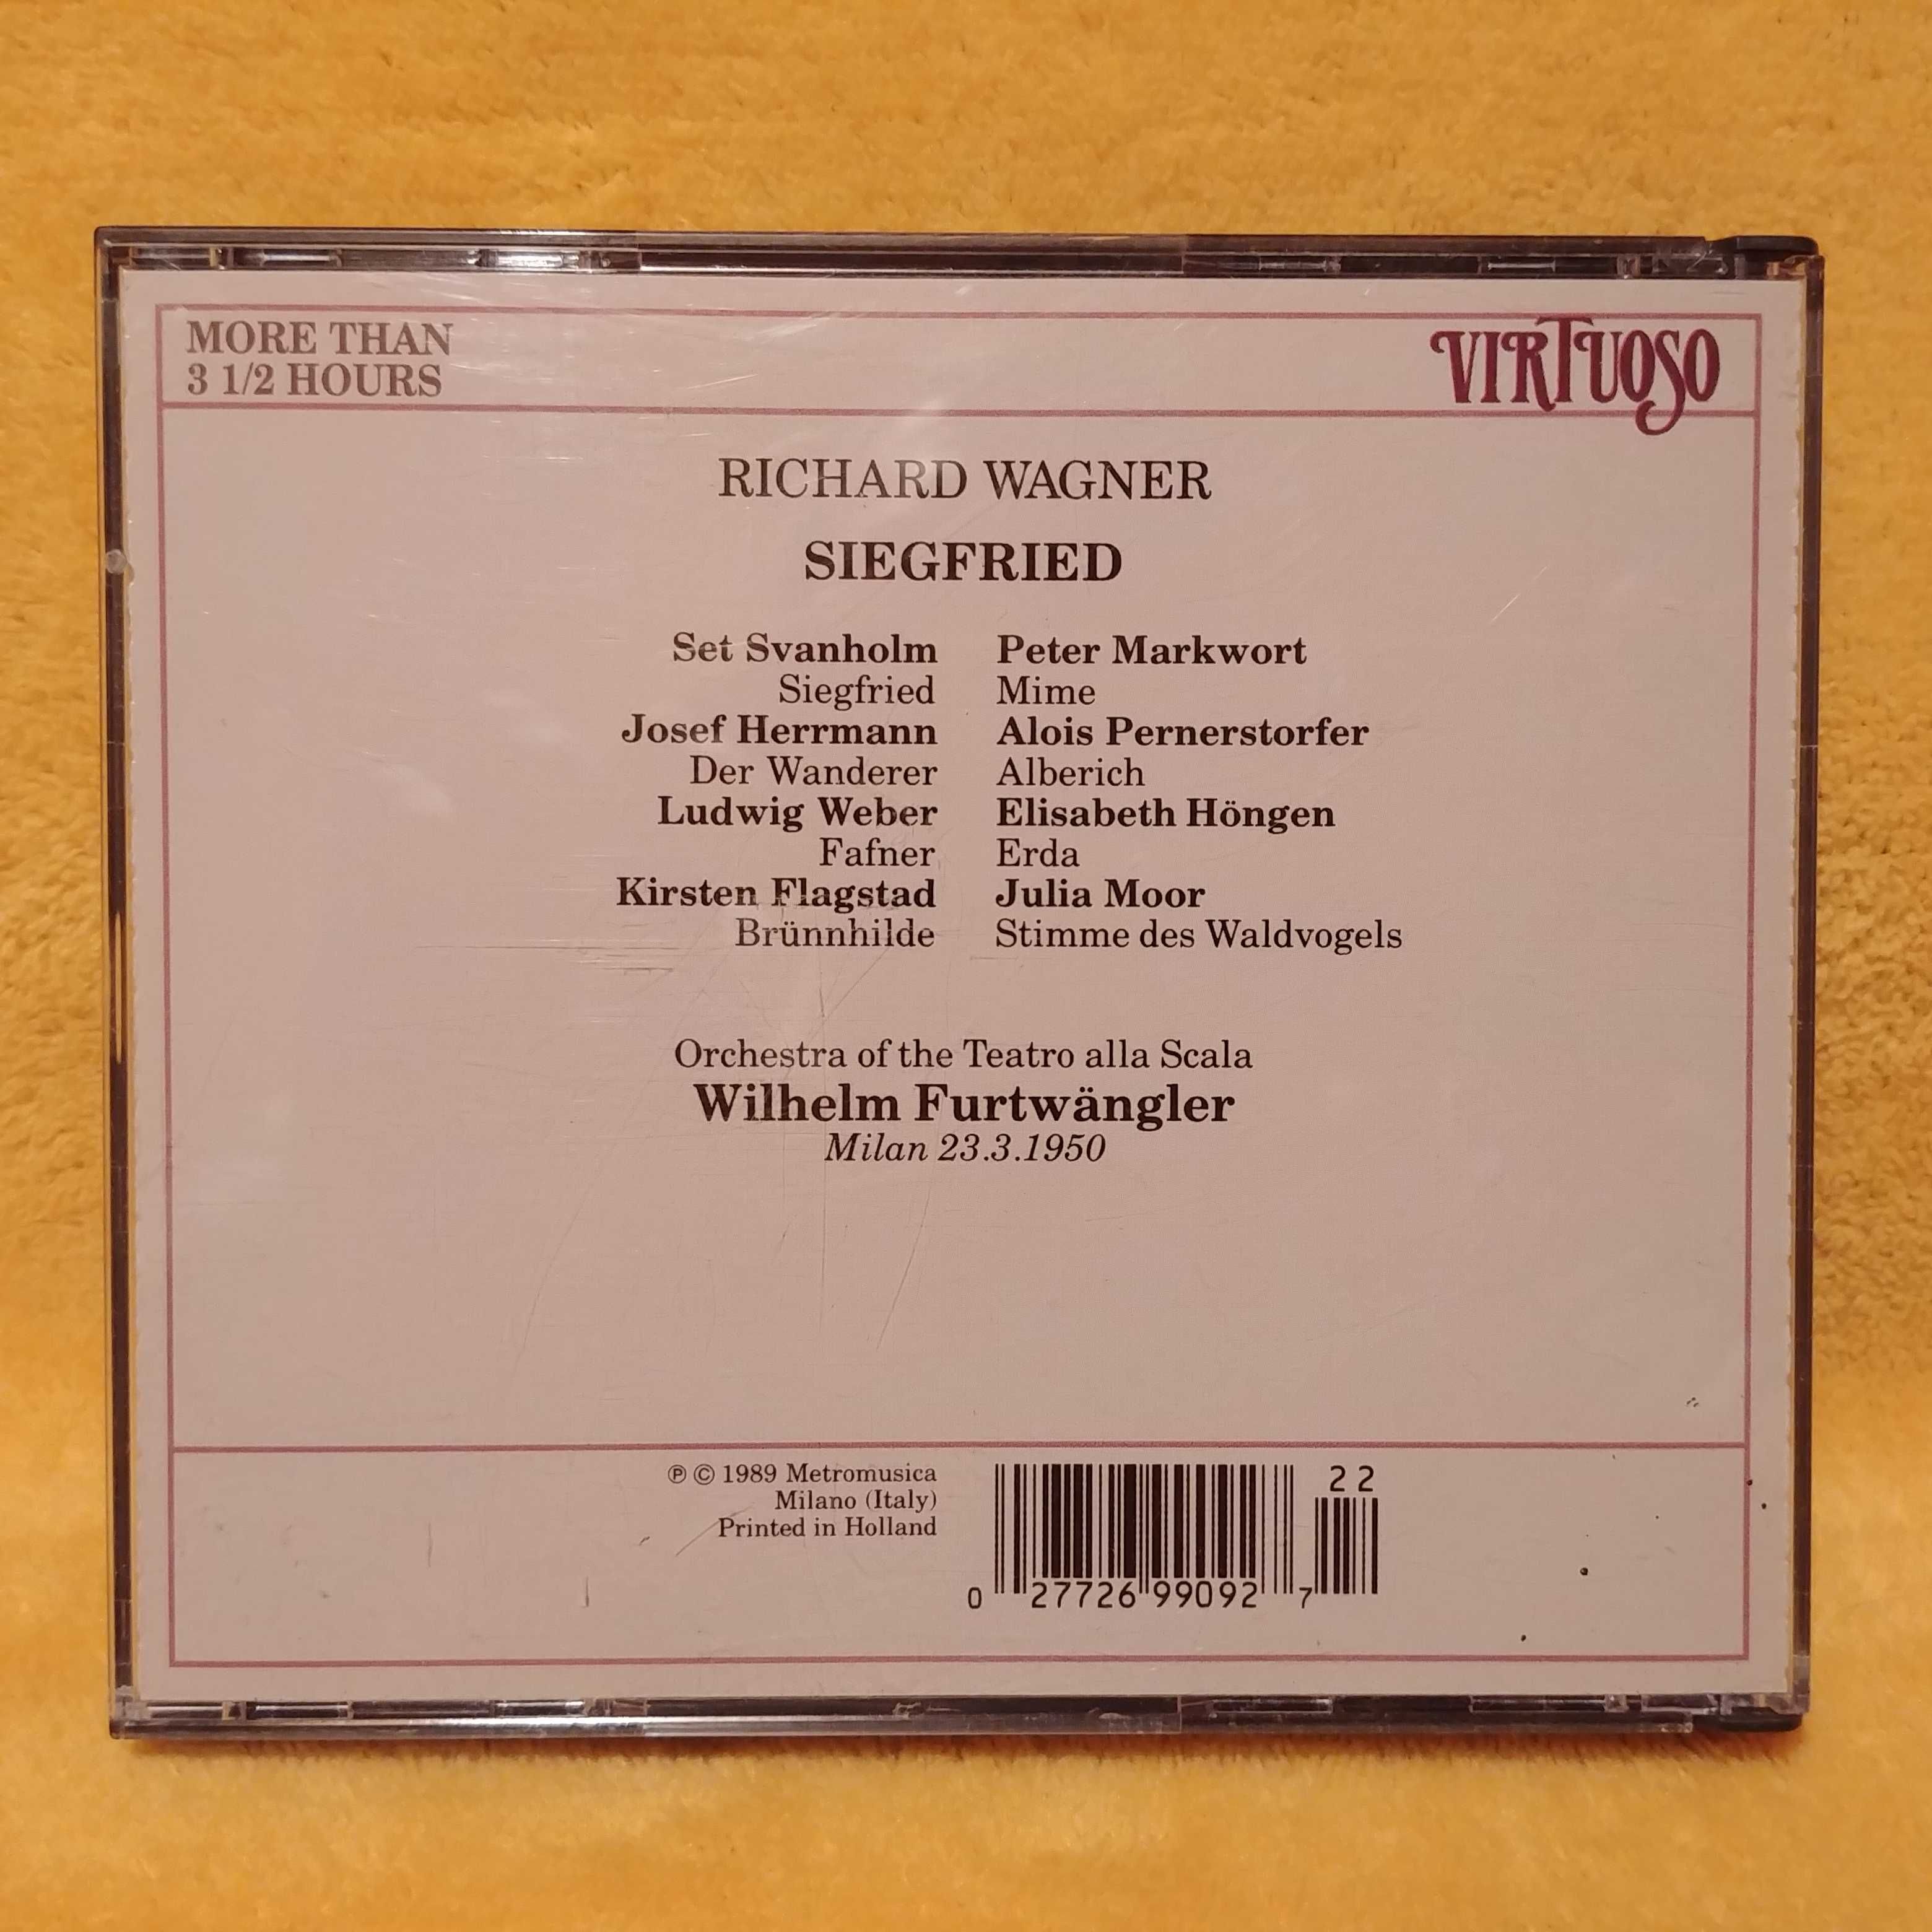 MORE THAN
3 1/2 HOURS
VIRTUOSO
RICHARD WAGNER
SIEGFRIED
Set Svanholm
Siegfried
Josef Herrmann
Der Wanderer
Ludwig Weber
Fafner
Kirsten Flagstad
Brünnhilde
Peter Markwort
Mime
Alois Pernerstorfer
Alberich
Elisabeth Höngen
Erda
Julia Moor
Stimme des Waldvogels
Orchestra of the Teatro alla Scala
Wilhelm Furtwängler
Milan 23.3.1950
℗ © 1989 Metromusica
Milano (Italy)
Printed in Holland
22
0 27726 99092 7